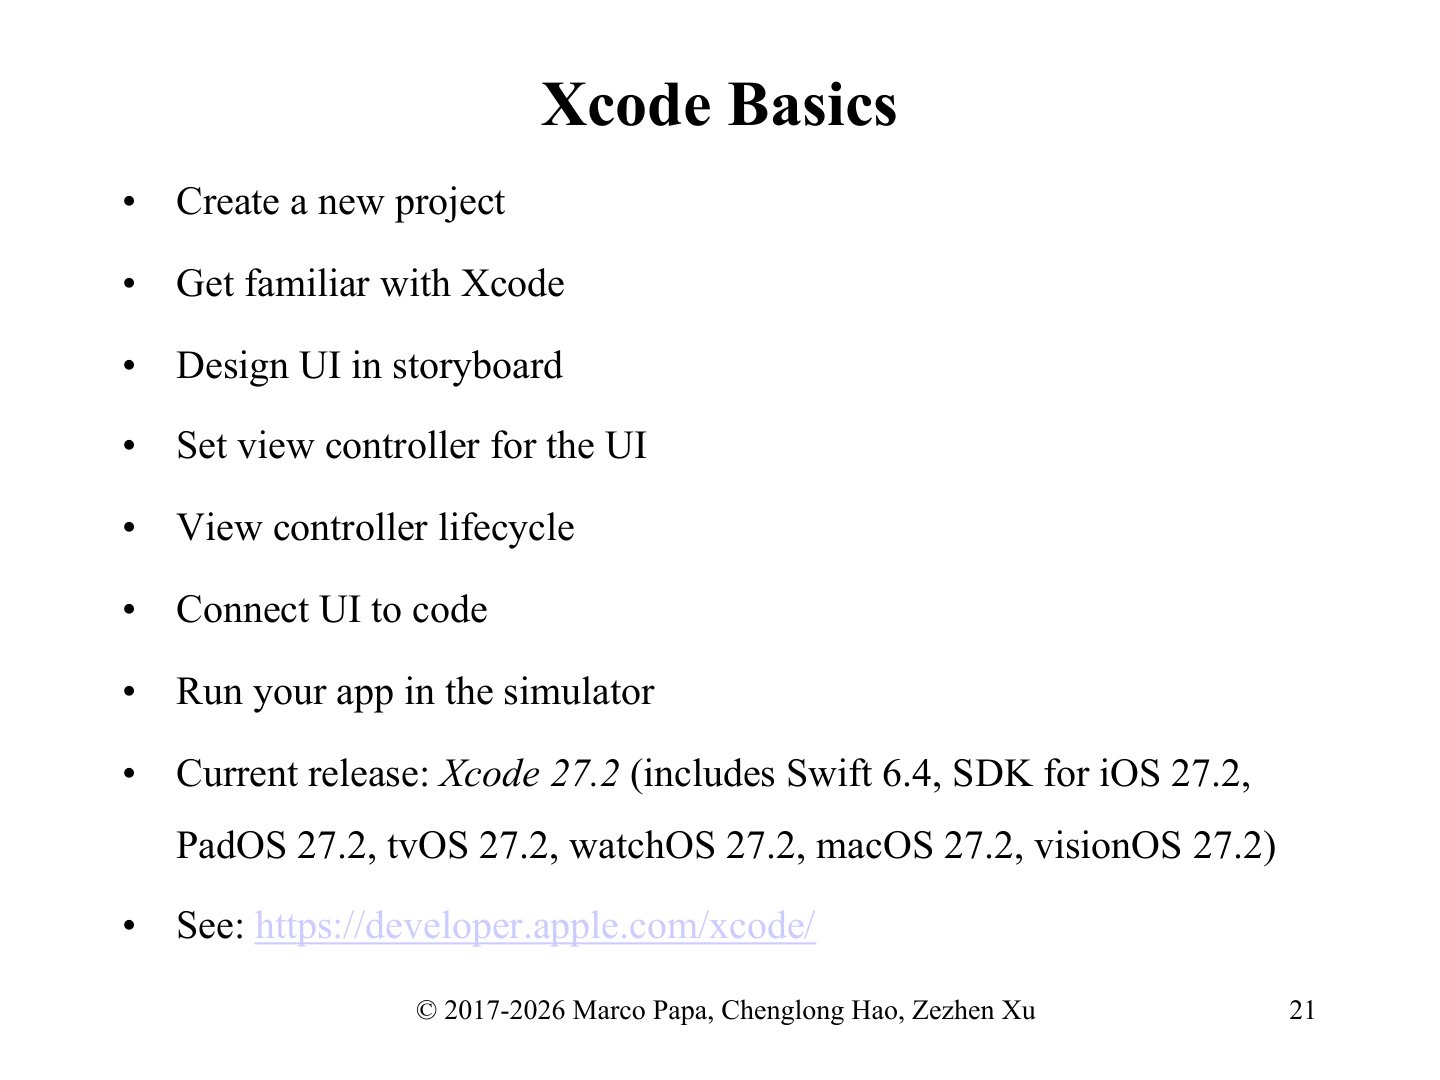 Xcode Basics
• Create a new project
• Get familiar with Xcode
• Design UI in storyboard
• Set view controller for the UI
• View controller lifecycle
• Connect UI to code
• Run your app in the simulator
• Current release: Xcode 27.2 (includes Swift 6.4, SDK for iOS 27.2,
PadOS 27.2, tvOS 27.2, watchOS 27.2, macOS 27.2, visionOS 27.2)
• See: https://developer.apple.com/xcode/
© 2017-2026 Marco Papa, Chenglong Hao, Zezhen Xu
21